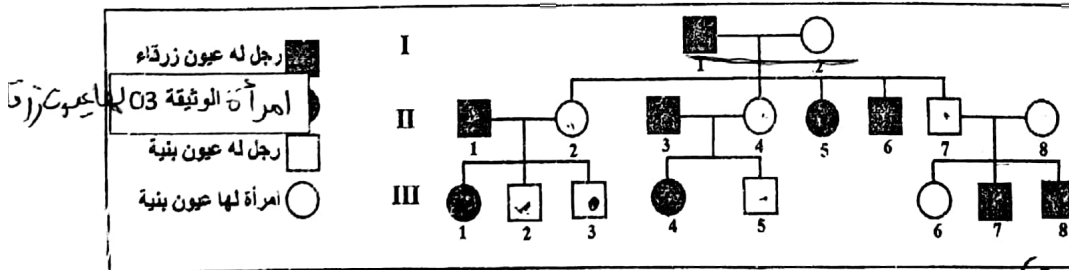 I
رجل له عيون زرقاء
1 2
امرأة الوثيقة 03 لها عيون زرقـ
II
1 2 3 4 5 6 7 8
رجل له عيون بنية
امرأة لها عيون بنية
III
1 2 3 4 5 6 7 8